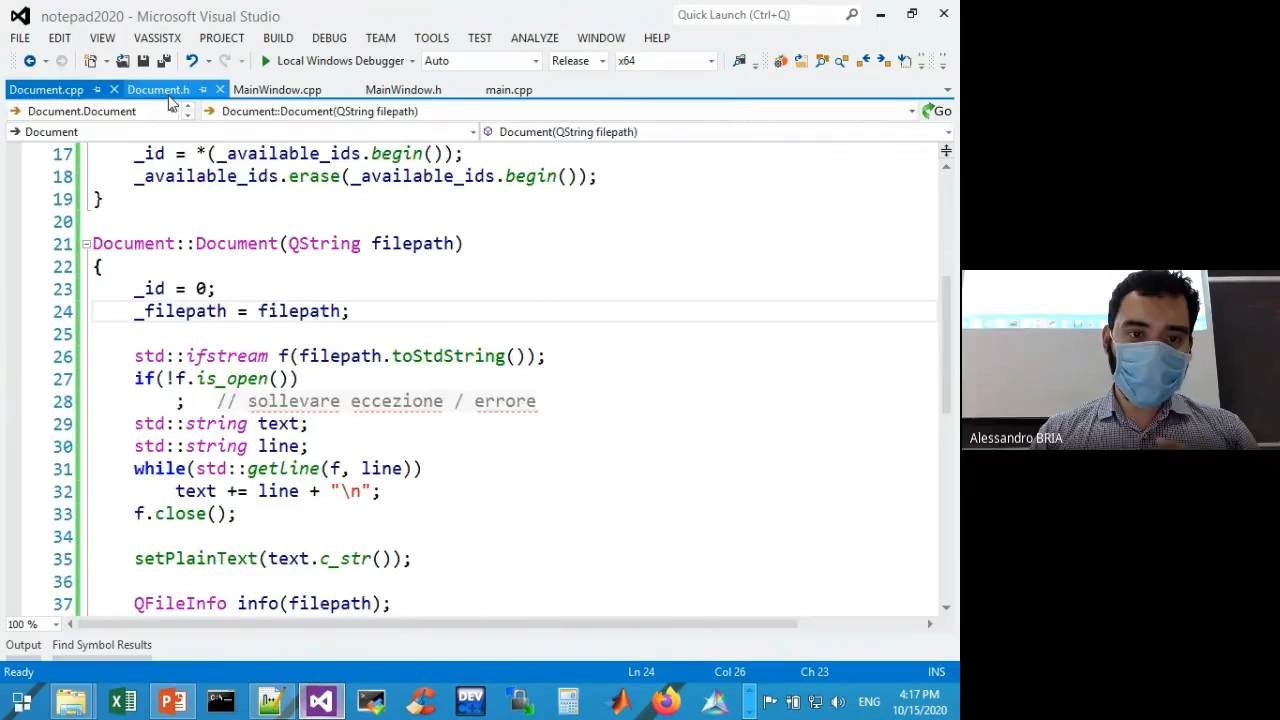 notepad2020 - Microsoft Visual Studio
Quick Launch (Ctrl+Q)
FILE EDIT VIEW VASSISTX PROJECT BUILD DEBUG TEAM TOOLS TEST ANALYZE WINDOW HELP
Local Windows Debugger Auto Release x64
Document.cpp Document.h MainWindow.cpp MainWindow.h main.cpp
Document.Document Document::Document(QString filepath) Go
Document Document(QString filepath)
17 _id = *(_available_ids.begin());
18 _available_ids.erase(_available_ids.begin());
19 }
20
21 Document::Document(QString filepath)
22 {
23 _id = 0;
24 _filepath = filepath;
25
26 std::ifstream f(filepath.toStdString());
27 if(!f.is_open())
28 ; // sollevare eccezione / errore
29 std::string text;
30 std::string line;
31 while(std::getline(f, line))
32 text += line + "\n";
33 f.close();
34
35 setPlainText(text.c_str());
36
37 QFileInfo info(filepath);
100 %
Output Find Symbol Results
Ready Ln 24 Col 26 Ch 23 INS
DEV
ENG
4:17 PM
10/15/2020
Alessandro BRIA